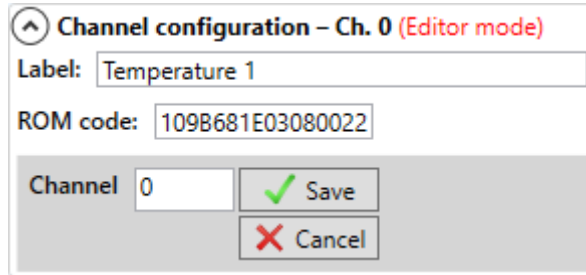 Channel configuration – Ch. 0 (Editor mode)
Label: Temperature 1
ROM code: 109B681E03080022
Channel 0 Save
Cancel